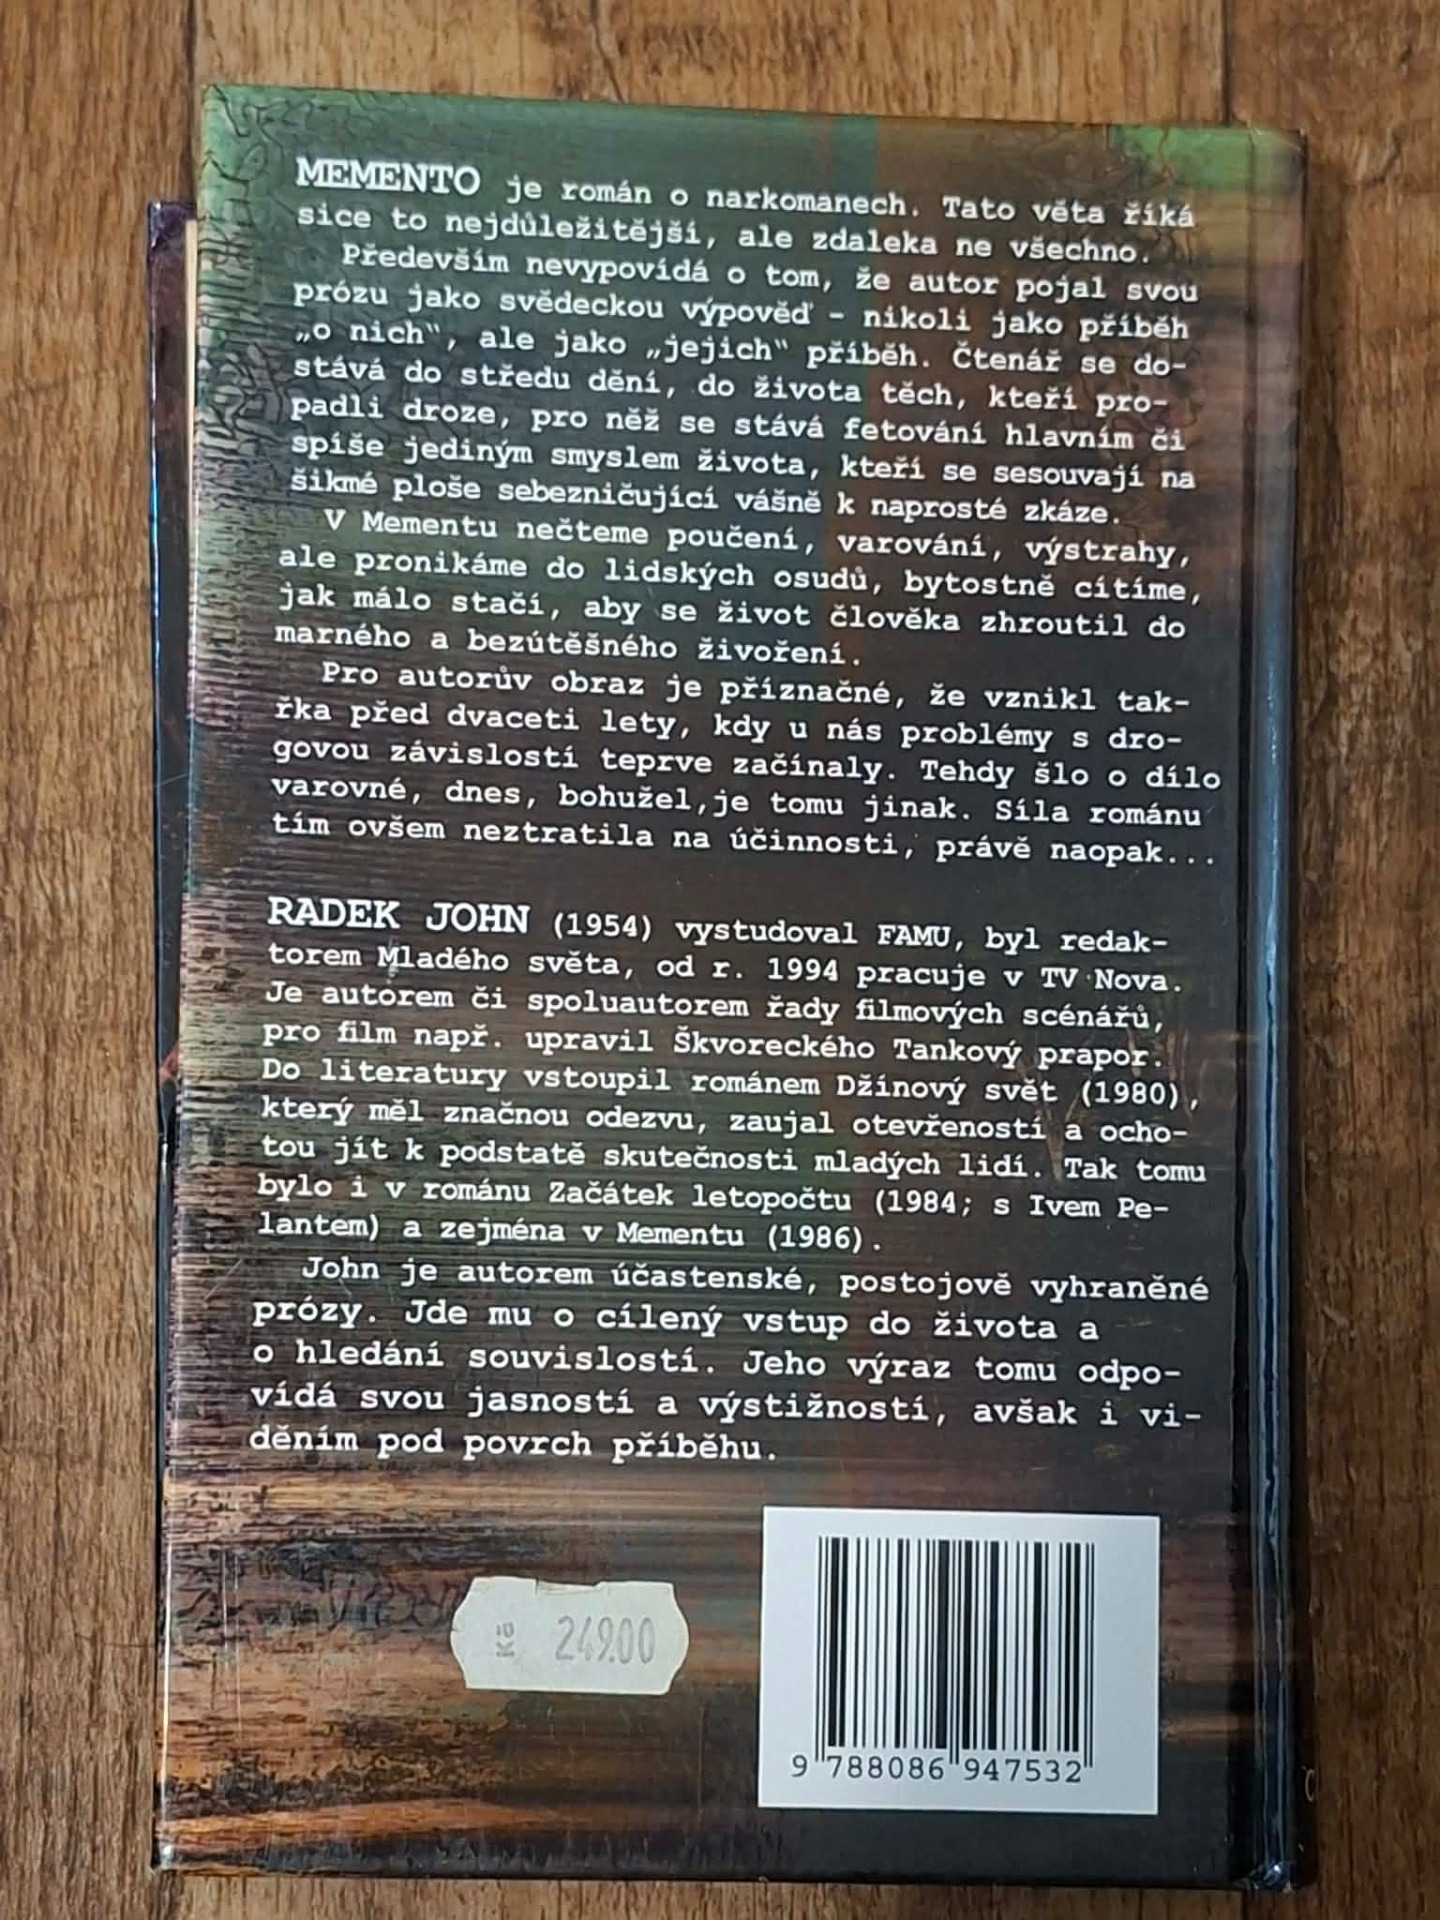 MEMENTO je román o narkomanech. Tato věta říká
sice to nejdůležitější, ale zdaleka ne všechno.
Především nevypovídá o tom, že autor pojal svou
prózu jako svědeckou výpověď - nikoli jako příběh
„o nich", ale jako „jejich" příběh. Čtenář se do-
stává do středu dění, do života těch, kteří pro-
padli droze, pro něž se stává fetování hlavním či
spíše jediným smyslem života, kteří se sesouvají na
šikmé ploše sebezničující vášně k naprosté zkáze.
V Mementu nečteme poučení, varování, výstrahy,
ale pronikáme do lidských osudů, bytostně cítíme,
jak málo stačí, aby se život člověka zhroutil do
marného a bezútěšného živoření.
Pro autorův obraz je příznačné, že vznikl tak-
řka před dvaceti lety, kdy u nás problémy s dro-
govou závislostí teprve začínaly. Tehdy šlo o dílo
varovné, dnes, bohužel,je tomu jinak. Síla románu
tím ovšem neztratila na účinnosti, právě naopak...
RADEK JOHN (1954) vystudoval FAMU, byl redak-
torem Mladého světa, od r. 1994 pracuje v TV Nova.
Je autorem či spoluautorem řady filmových scénářů,
pro film např. upravil Škvoreckého Tankový prapor.
Do literatury vstoupil románem Džínový svět (1980),
který měl značnou odezvu, zaujal otevřeností a ocho-
tou jít k podstatě skutečnosti mladých lidí. Tak tomu
bylo i v románu Začátek letopočtu (1984; s Ivem Pe-
lantem) a zejména v Mementu (1986).
John je autorem účastenské, postojově vyhraněné
prózy. Jde mu o cílený vstup do života a
o hledání souvislostí. Jeho výraz tomu odpo-
vídá svou jasností a výstižností, avšak i vi-
děním pod povrch příběhu.
Kč 249.00
9 788086 947532